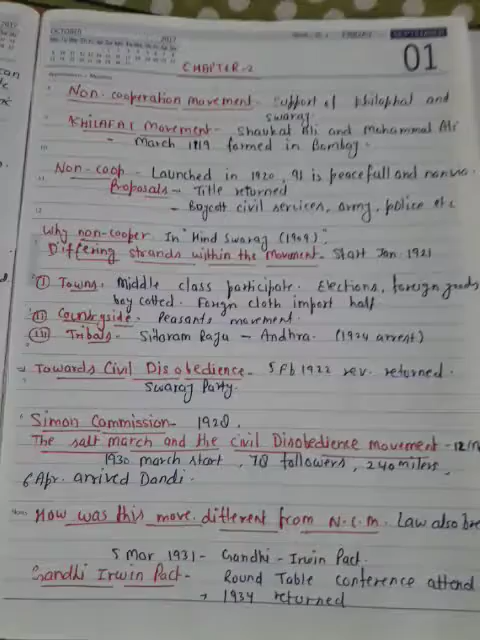 OCTOBER 2017
FRIDAY SEPTEMBER
01
CHAPTER-2
Non-cooperation movement - Support of philaphat and
swaraj
KHILAFAT movement - Shaukat Ali and Mohammad Ali
- March 1919 formed in Bombay.
Non-coop - Launched in 1920, 91 is peacefull and nonvio
Proposals - Title returned
- Boycott civil services, army, police etc
Why non-cooper. In "Hind Swaraj (1909)".
Differing strands within the movement. Start Jan 1921
(I) Towns. Middle class participate. Elections, foreign goods
boy cotted. Forign cloth import half
(II) Countryside. Peasants movement.
(III) Tribals - Sitaram Raju - Andhra. (1924 arrest)
Towards Civil Disobedience - 5 Fb 1922 rev. returned.
Swaraj Party.
Simon Commission - 1928.
The salt march and the civil Disobedience movement - 12
1930 march start, 78 followers, 240 milers,
6 Apr. arrived Dandi.
How was this move. different from N.C.M. Law also bre
5 Mar 1931 - Gandhi - Irwin Pact.
Gandhi Irwin Pact - Round Table conference attend
→ 1934 returned